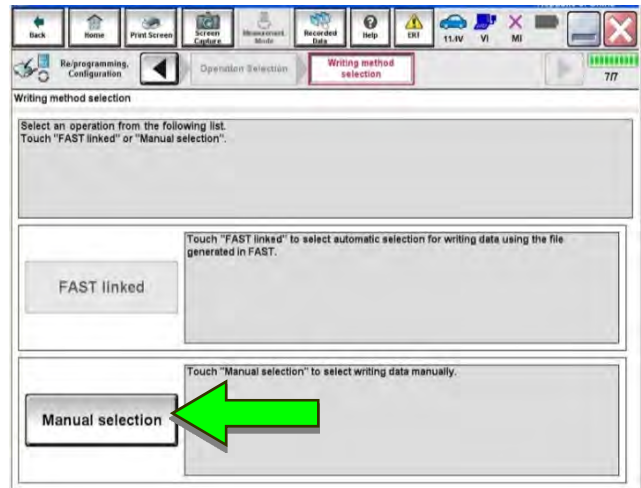 Back
Home
Print Screen
Screen
Capture
Measurement
Mode
Recorded
Data
Help
ERT
11.4V
VI
MI
Re/programming,
Configuration
Operation Selection
Writing method
selection
7/7
Writing method selection
Select an operation from the following list.
Touch "FAST linked" or "Manual selection".
FAST linked
Touch "FAST linked" to select automatic selection for writing data using the file
generated in FAST.
Manual selection
Touch "Manual selection" to select writing data manually.